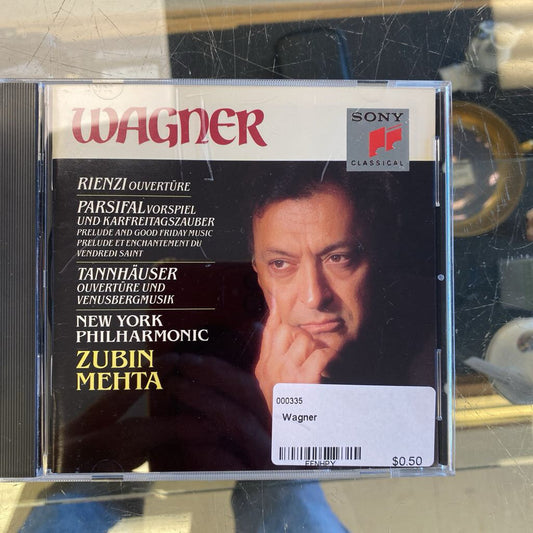 WAGNER
SONY
CLASSICAL
RIENZI OUVERTÜRE
PARSIFAL VORSPIEL
UND KARFREITAGSZAUBER
PRELUDE AND GOOD FRIDAY MUSIC
PRELUDE ET ENCHANTEMENT DU
VENDREDI SAINT
TANNHÄUSER
OUVERTÜRE UND
VENUSBERGMUSIK
NEW YORK
PHILHARMONIC
ZUBIN
MEHTA
000335
Wagner
EFNHPY
$0.50